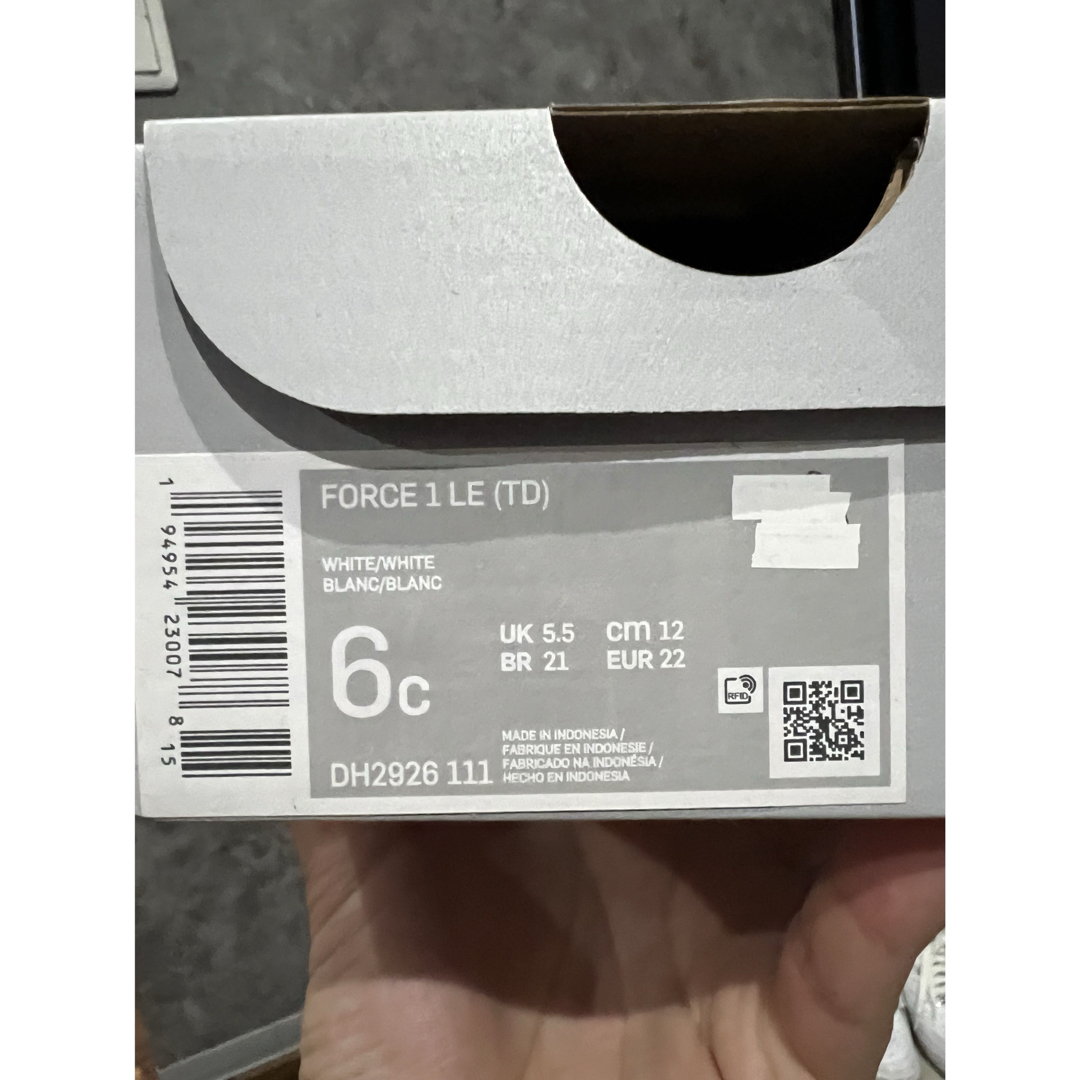 FORCE 1 LE (TD)
WHITE/WHITE
BLANC/BLANC
6C
UK 5.5 cm 12
BR 21 EUR 22
RFID
MADE IN INDONESIA /
FABRIQUE EN INDONESIE /
FABRICADO NA INDONÉSIA /
HECHO EN INDONESIA
DH2926 111
1 94954 23007 8 15